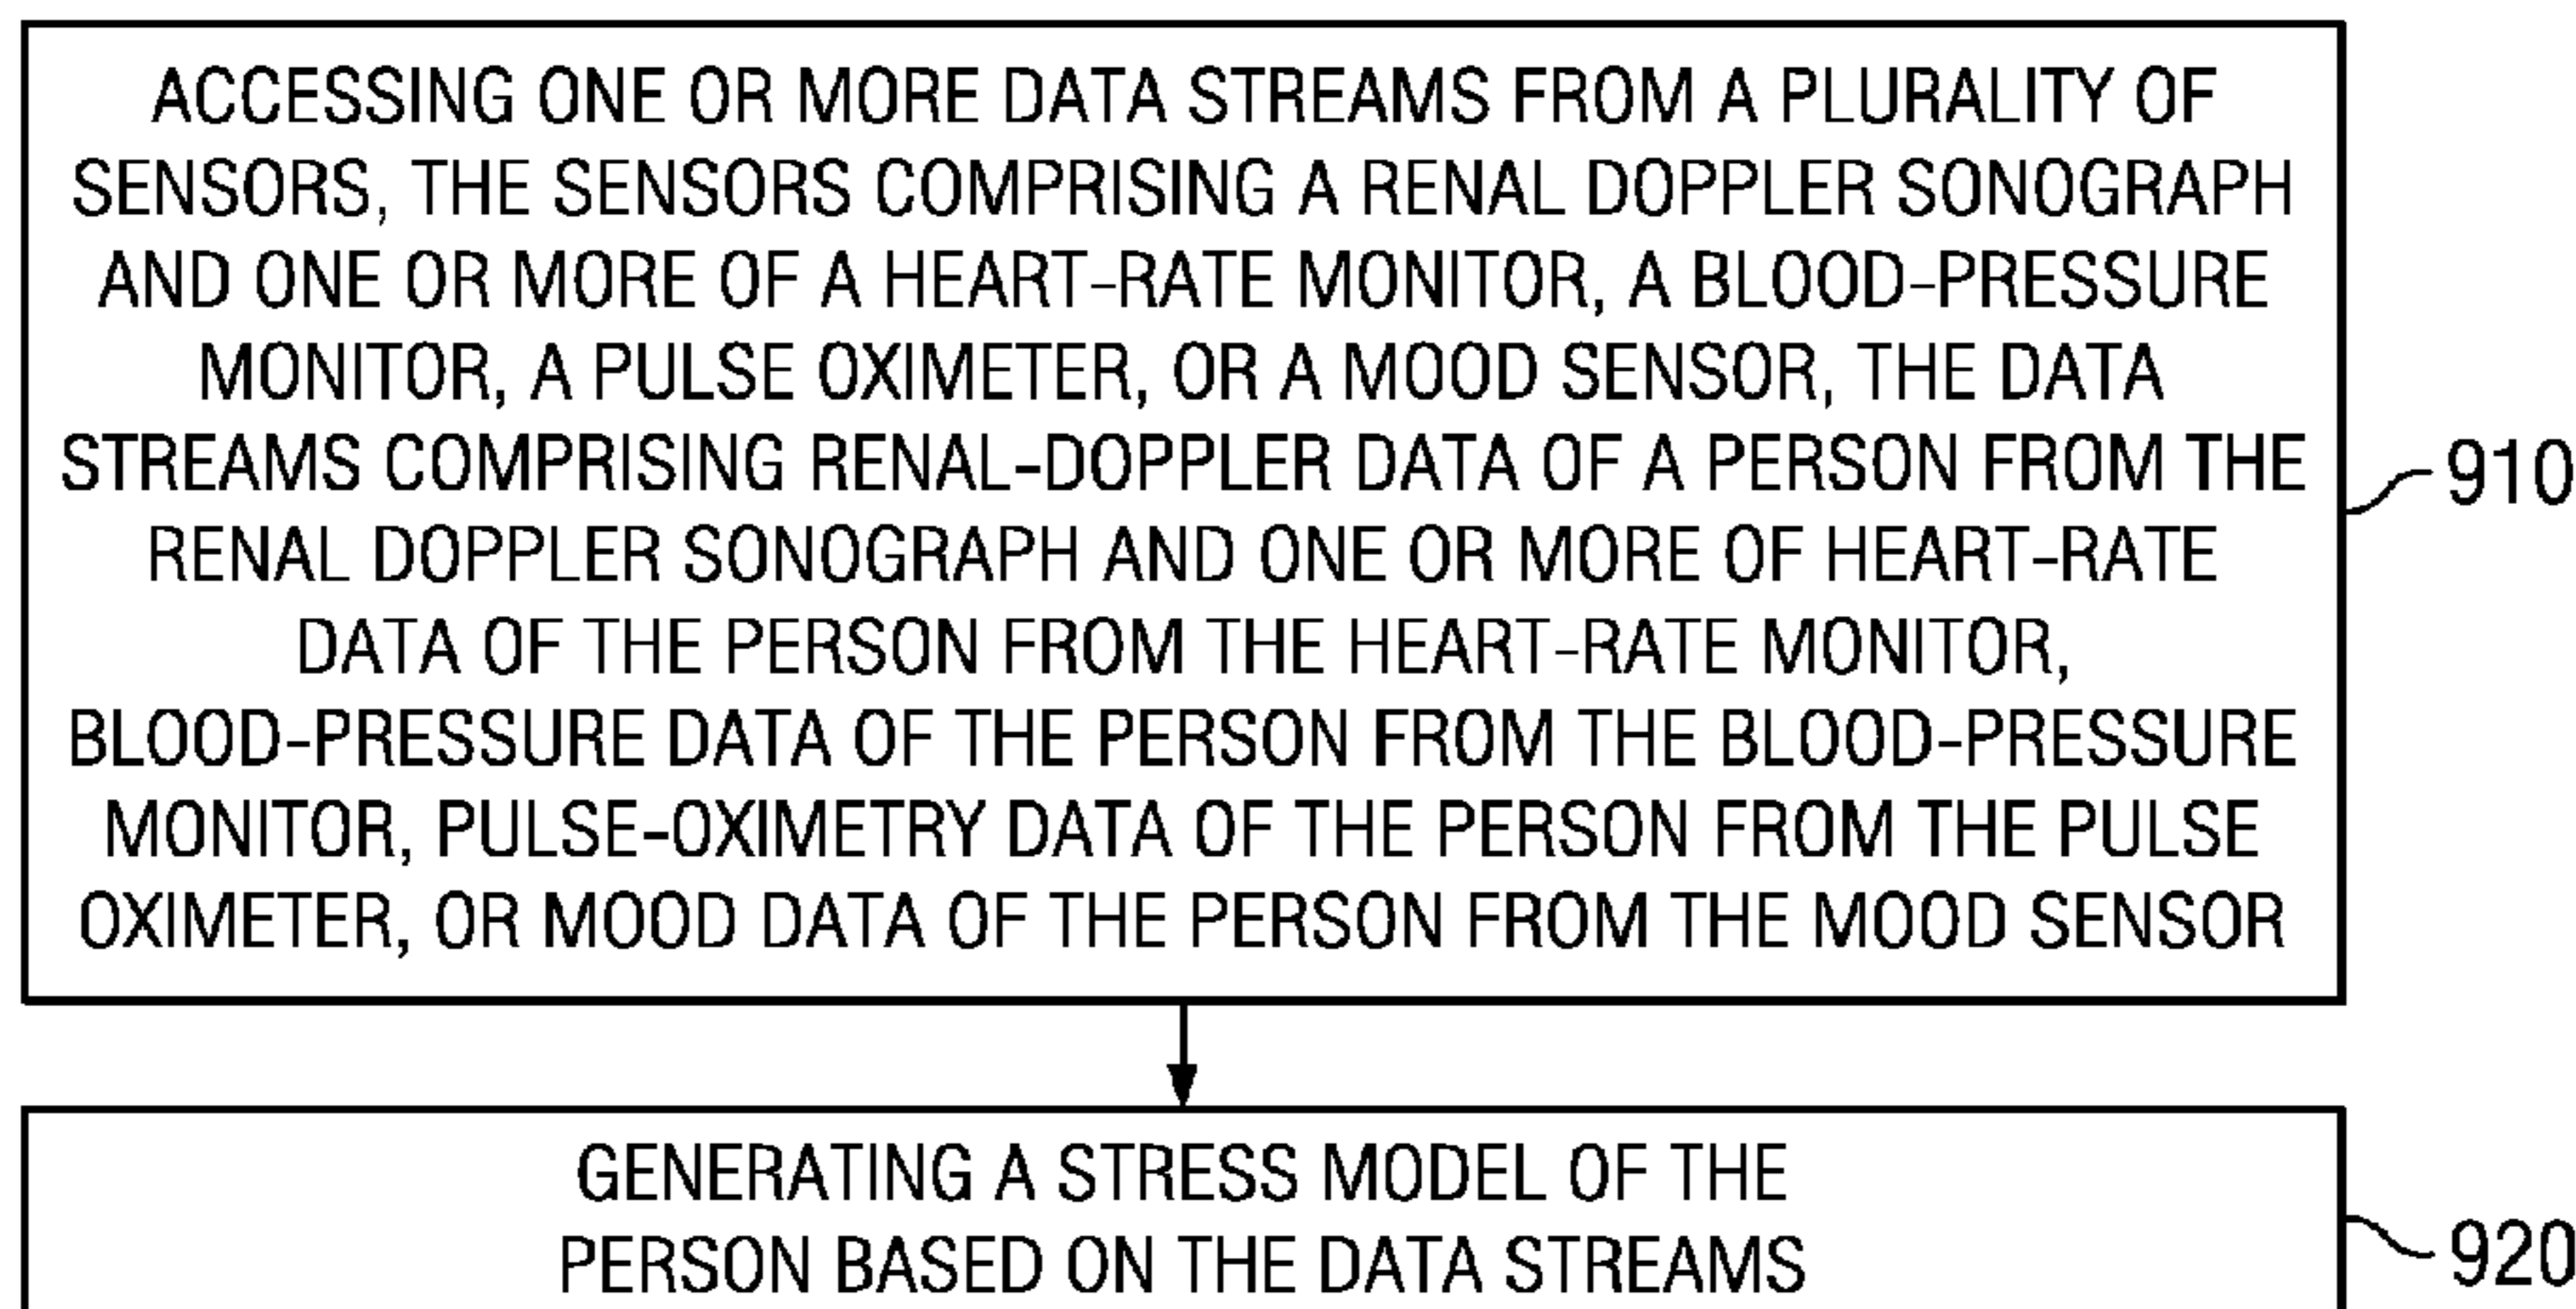 ACCESSING ONE OR MORE DATA STREAMS FROM A PLURALITY OF
SENSORS, THE SENSORS COMPRISING A RENAL DOPPLER SONOGRAPH
AND ONE OR MORE OF A HEART-RATE MONITOR, A BLOOD-PRESSURE
MONITOR, A PULSE OXIMETER, OR A MOOD SENSOR, THE DATA
STREAMS COMPRISING RENAL-DOPPLER DATA OF A PERSON FROM THE
RENAL DOPPLER SONOGRAPH AND ONE OR MORE OF HEART-RATE
DATA OF THE PERSON FROM THE HEART-RATE MONITOR,
BLOOD-PRESSURE DATA OF THE PERSON FROM THE BLOOD-PRESSURE
MONITOR, PULSE-OXIMETRY DATA OF THE PERSON FROM THE PULSE
OXIMETER, OR MOOD DATA OF THE PERSON FROM THE MOOD SENSOR
910
GENERATING A STRESS MODEL OF THE
PERSON BASED ON THE DATA STREAMS
920